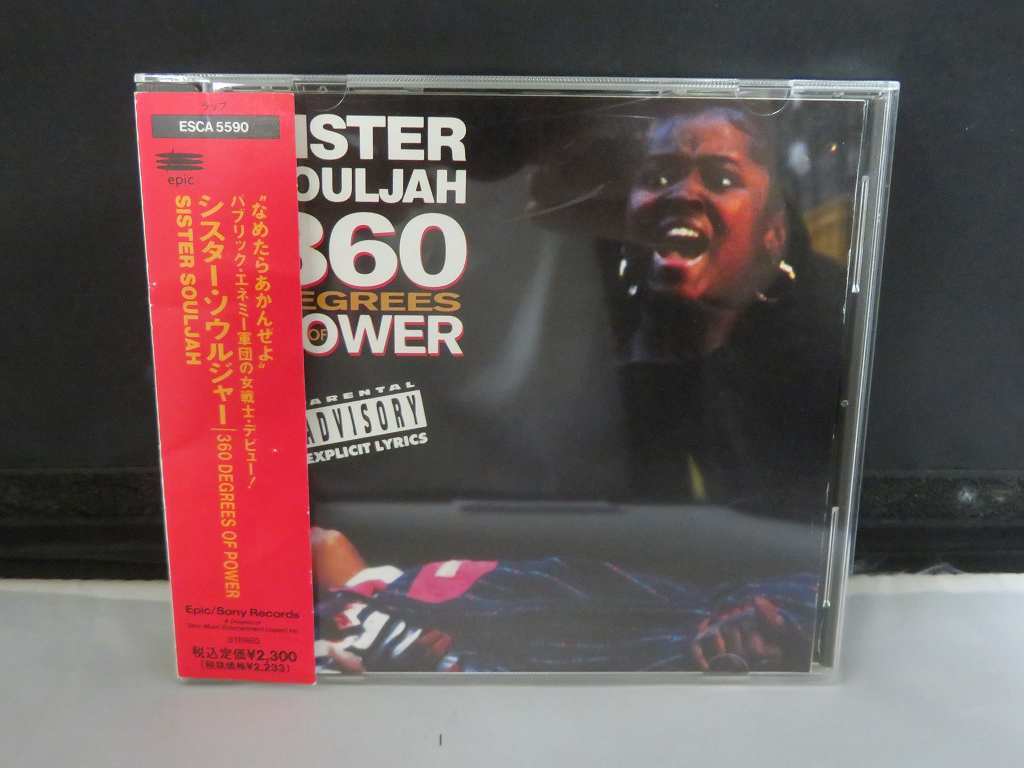 ラップ
ESCA 5590
epic
"なめたらあかんぜよ"
パブリック・エネミー軍団の女戦士・デビュー!
シスター・ソウルジャー/360 DEGREES OF POWER
SISTER SOULJAH
Epic/Sony Records
STEREO
税込定価¥2,300
(税抜価格¥2,233)
ISTER
OULJAH
360
EGREES
OF
OWER
ARENTAL
ADVISORY
EXPLICIT LYRICS